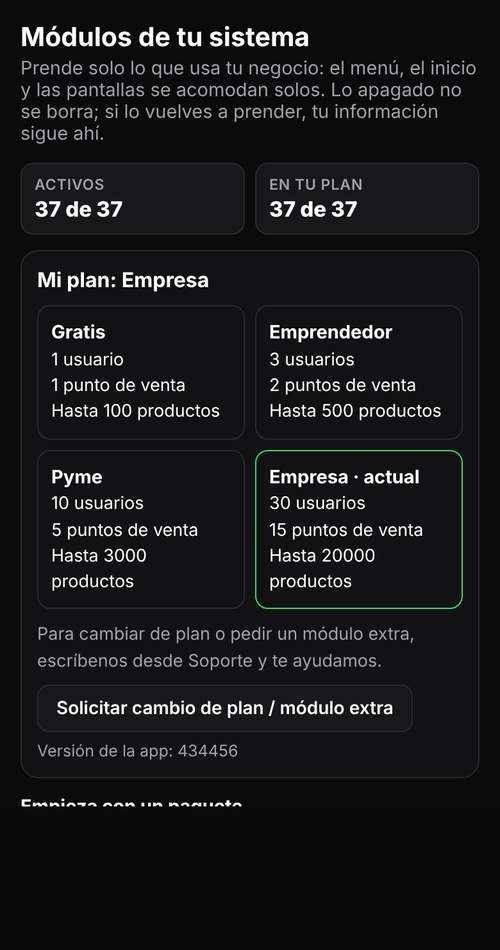 Módulos de tu sistema
Prende solo lo que usa tu negocio: el menú, el inicio
y las pantallas se acomodan solos. Lo apagado no
se borra; si lo vuelves a prender, tu información
sigue ahí.
ACTIVOS
37 de 37
EN TU PLAN
37 de 37
Mi plan: Empresa
Gratis
1 usuario
1 punto de venta
Hasta 100 productos
Emprendedor
3 usuarios
2 puntos de venta
Hasta 500 productos
Pyme
10 usuarios
5 puntos de venta
Hasta 3000
productos
Empresa · actual
30 usuarios
15 puntos de venta
Hasta 20000
productos
Para cambiar de plan o pedir un módulo extra,
escríbenos desde Soporte y te ayudamos.
Solicitar cambio de plan / módulo extra
Versión de la app: 434456
Empieza con un paquete